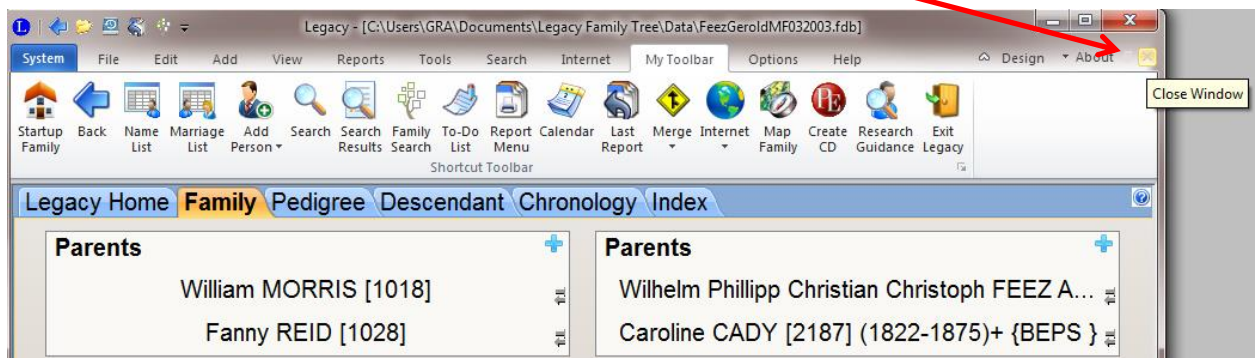 Legacy - [C:\Users\GRA\Documents\Legacy Family Tree\Data\FeezGeroldMF032003.fdb]
System File Edit Add View Reports Tools Search Internet My Toolbar Options Help Design About
Close Window
Startup Family Back Name List Marriage List Add Person Search Search Results Family Search To-Do List Report Menu Calendar Last Report Merge Internet Map Family Create CD Research Guidance Exit Legacy
Shortcut Toolbar
Legacy Home Family Pedigree Descendant Chronology Index
Parents
William MORRIS [1018]
Fanny REID [1028]
Parents
Wilhelm Phillipp Christian Christoph FEEZ A...
Caroline CADY [2187] (1822-1875)+ {BEPS }